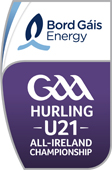 Bord Gáis
Energy
GAA
HURLING
U21
ALL-IRELAND
CHAMPIONSHIP